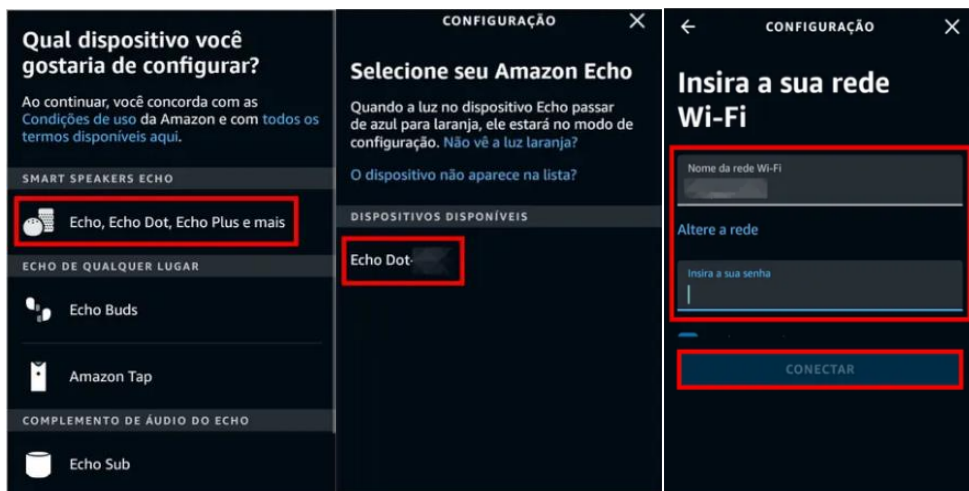 Qual dispositivo você
gostaria de configurar?
Ao continuar, você concorda com as
Condições de uso da Amazon e com todos os
termos disponíveis aqui.
SMART SPEAKERS ECHO
Echo, Echo Dot, Echo Plus e mais
ECHO DE QUALQUER LUGAR
Echo Buds
Amazon Tap
COMPLEMENTO DE ÁUDIO DO ECHO
Echo Sub
CONFIGURAÇÃO
Selecione seu Amazon Echo
Quando a luz no dispositivo Echo passar
de azul para laranja, ele estará no modo de
configuração. Não vê a luz laranja?
O dispositivo não aparece na lista?
DISPOSITIVOS DISPONÍVEIS
Echo Dot-
CONFIGURAÇÃO
Insira a sua rede
Wi-Fi
Nome da rede Wi-Fi
Altere a rede
Insira a sua senha
CONECTAR